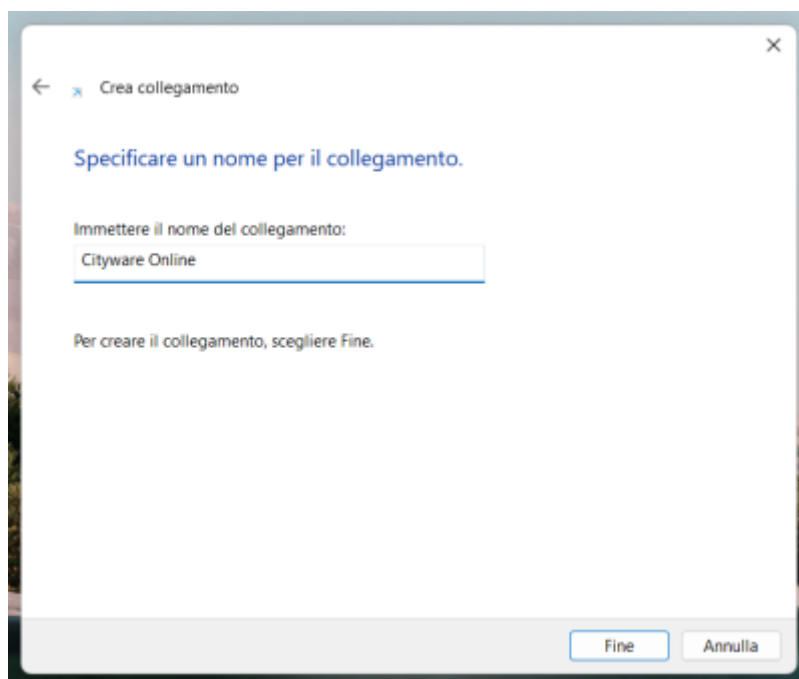 Crea collegamento
Specificare un nome per il collegamento.
Immettere il nome del collegamento:
Cityware Online
Per creare il collegamento, scegliere Fine.
Fine
Annulla